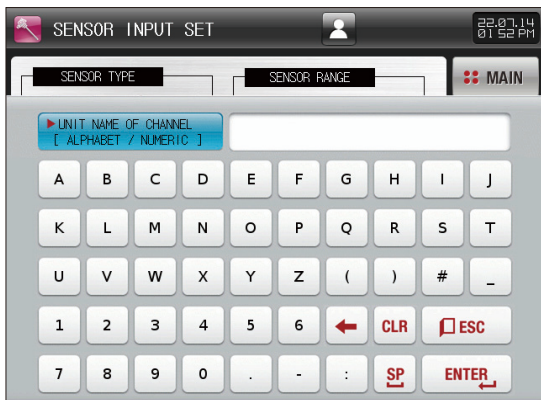 SENSOR INPUT SET
22.07.14
01 52 PM
SENSOR TYPE
SENSOR RANGE
MAIN
UNIT NAME OF CHANNEL
[ ALPHABET / NUMERIC ]
A B C D E F G H I J
K L M N O P Q R S T
U V W X Y Z ( ) # _
1 2 3 4 5 6 CLR ESC
7 8 9 0 . - : SP ENTER